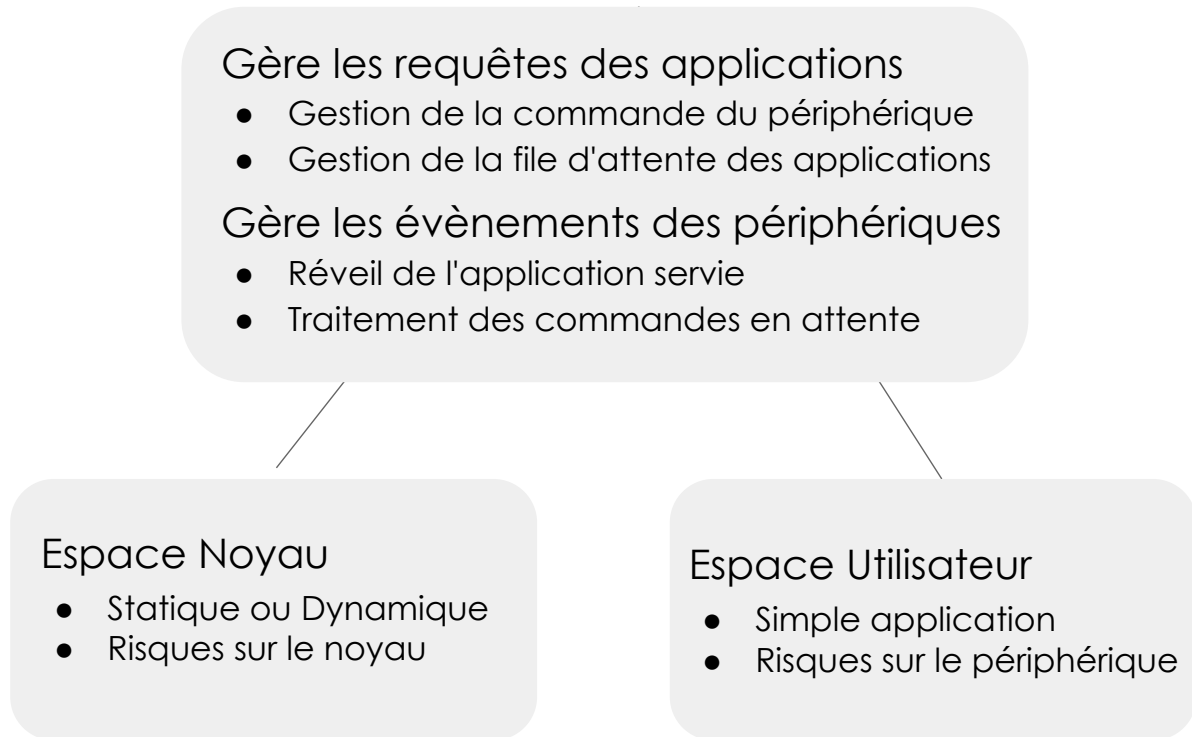 Gère les requêtes des applications
● Gestion de la commande du périphérique
● Gestion de la file d'attente des applications
Gère les évènements des périphériques
● Réveil de l'application servie
● Traitement des commandes en attente
Espace Noyau
● Statique ou Dynamique
● Risques sur le noyau
Espace Utilisateur
● Simple application
● Risques sur le périphérique